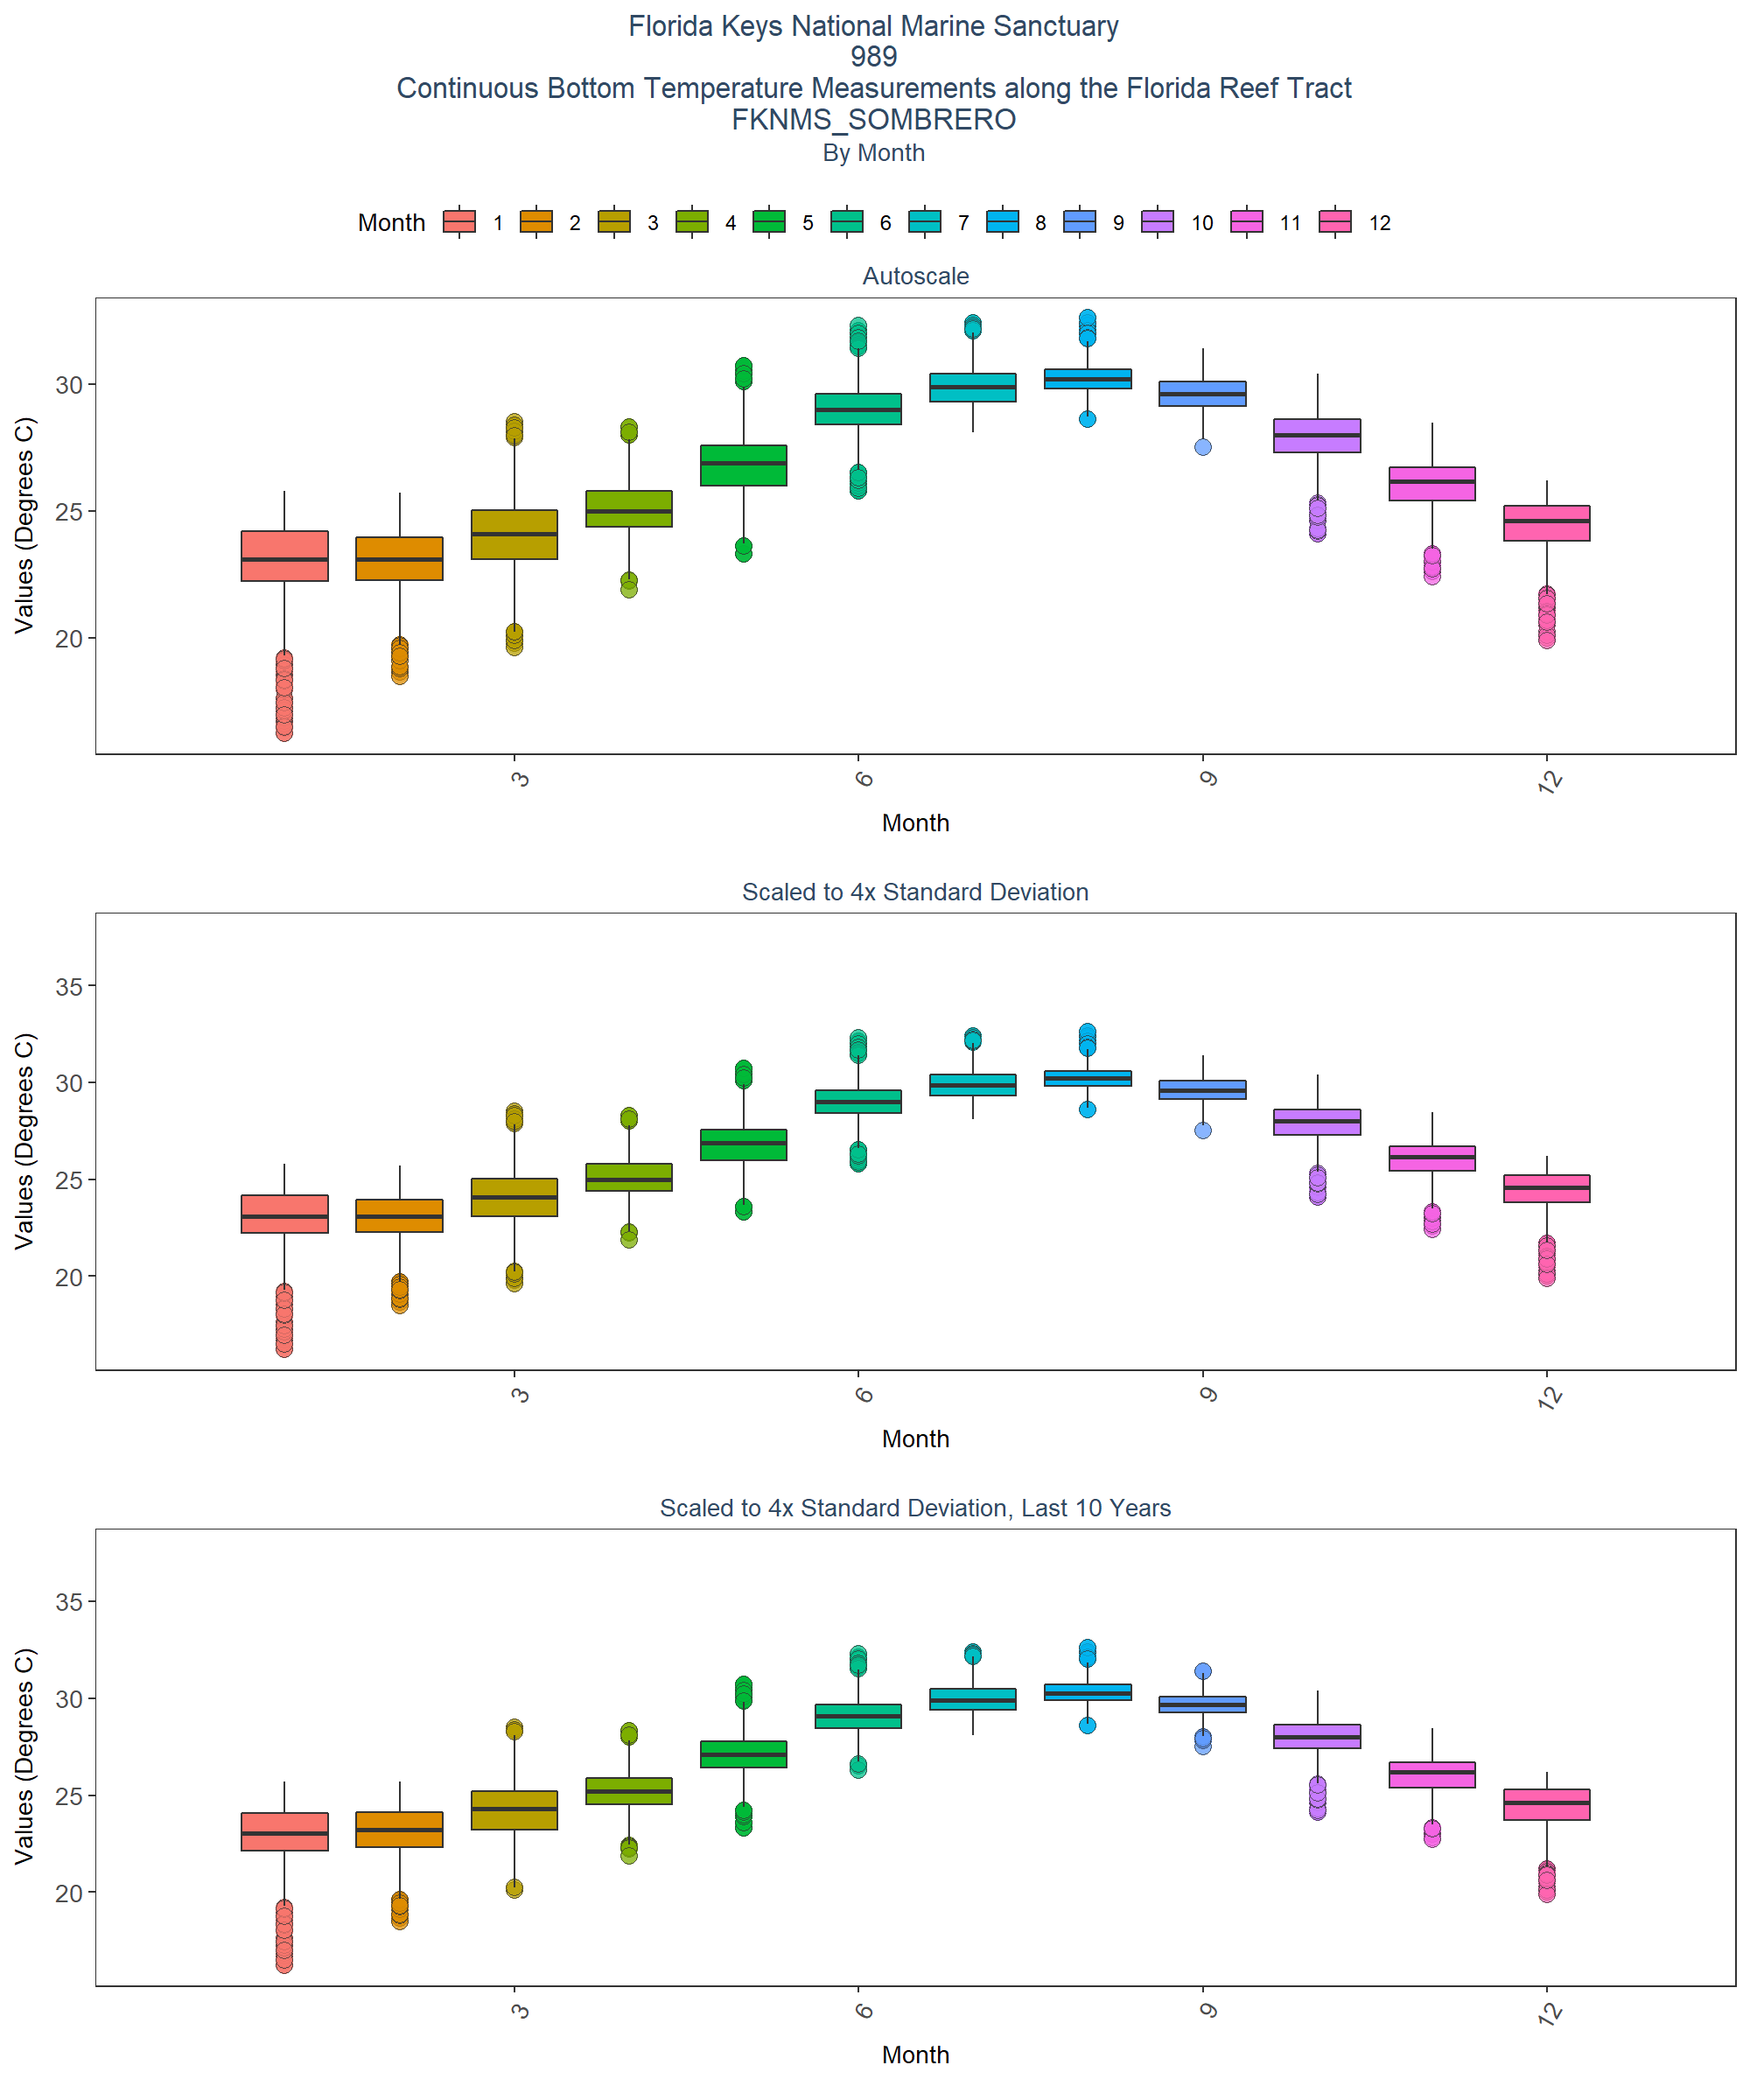 Florida Keys National Marine Sanctuary
989
Continuous Bottom Temperature Measurements along the Florida Reef Tract
FKNMS_SOMBRERO
By Month
Month 1 2 3 4 5 6 7 8 9 10 11 12
Autoscale
Values (Degrees C)
30
25
20
3 6 9 12
Month
Scaled to 4x Standard Deviation
Values (Degrees C)
35
30
25
20
3 6 9 12
Month
Scaled to 4x Standard Deviation, Last 10 Years
Values (Degrees C)
35
30
25
20
3 6 9 12
Month